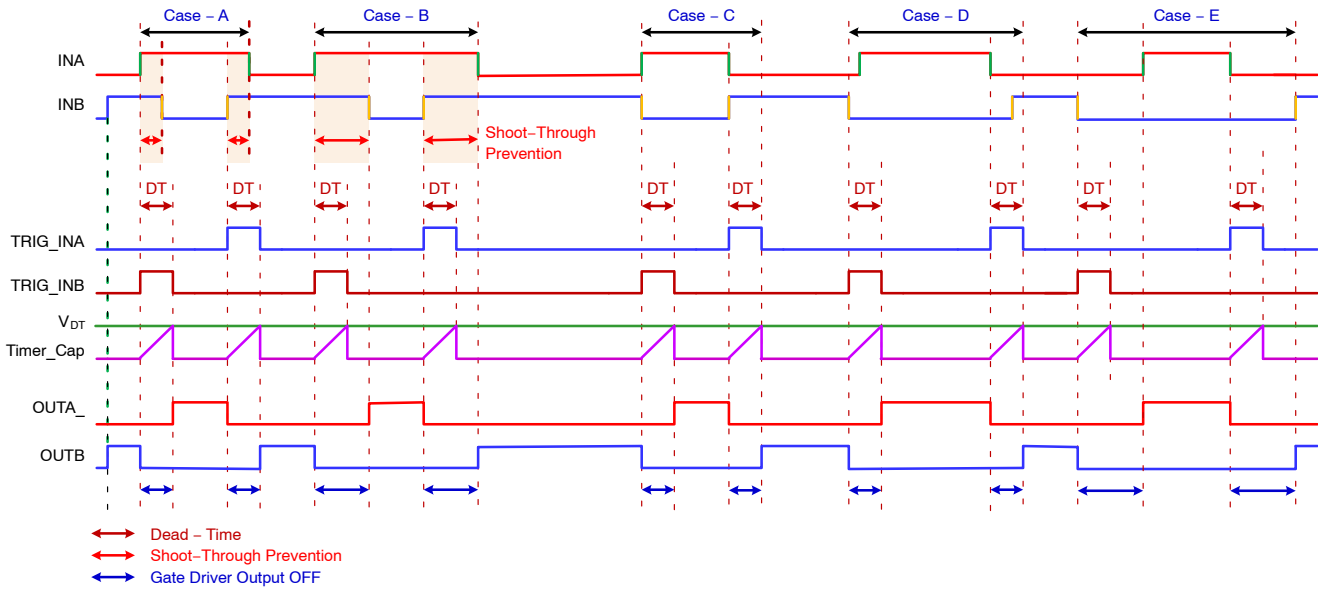 Case – A
Case – B
Case – C
Case – D
Case – E
INA
INB
Shoot–Through
Prevention
DT
DT
DT
DT
DT
DT
DT
DT
DT
DT
TRIG_INA
TRIG_INB
VDT
Timer_Cap
OUTA_
OUTB
Dead – Time
Shoot–Through Prevention
Gate Driver Output OFF